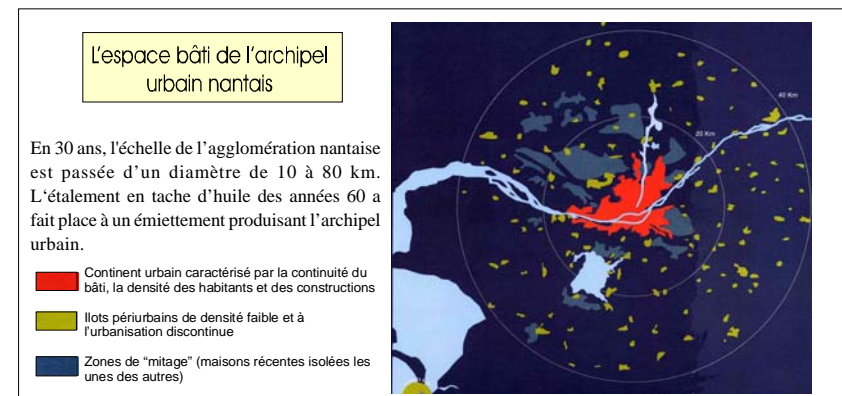 L'espace bâti de l'archipel
urbain nantais
En 30 ans, l'échelle de l'agglomération nantaise
est passée d'un diamètre de 10 à 80 km.
L‘étalement en tache d'huile des années 60 a
fait place à un émiettement produisant l'archipel
urbain.
Continent urbain caractérisé par la continuité du
bâti, la densité des habitants et des constructions
Ilots périurbains de densité faible et à
l'urbanisation discontinue
Zones de “mitage” (maisons récentes isolées les
unes des autres)
40 Km
20 Km